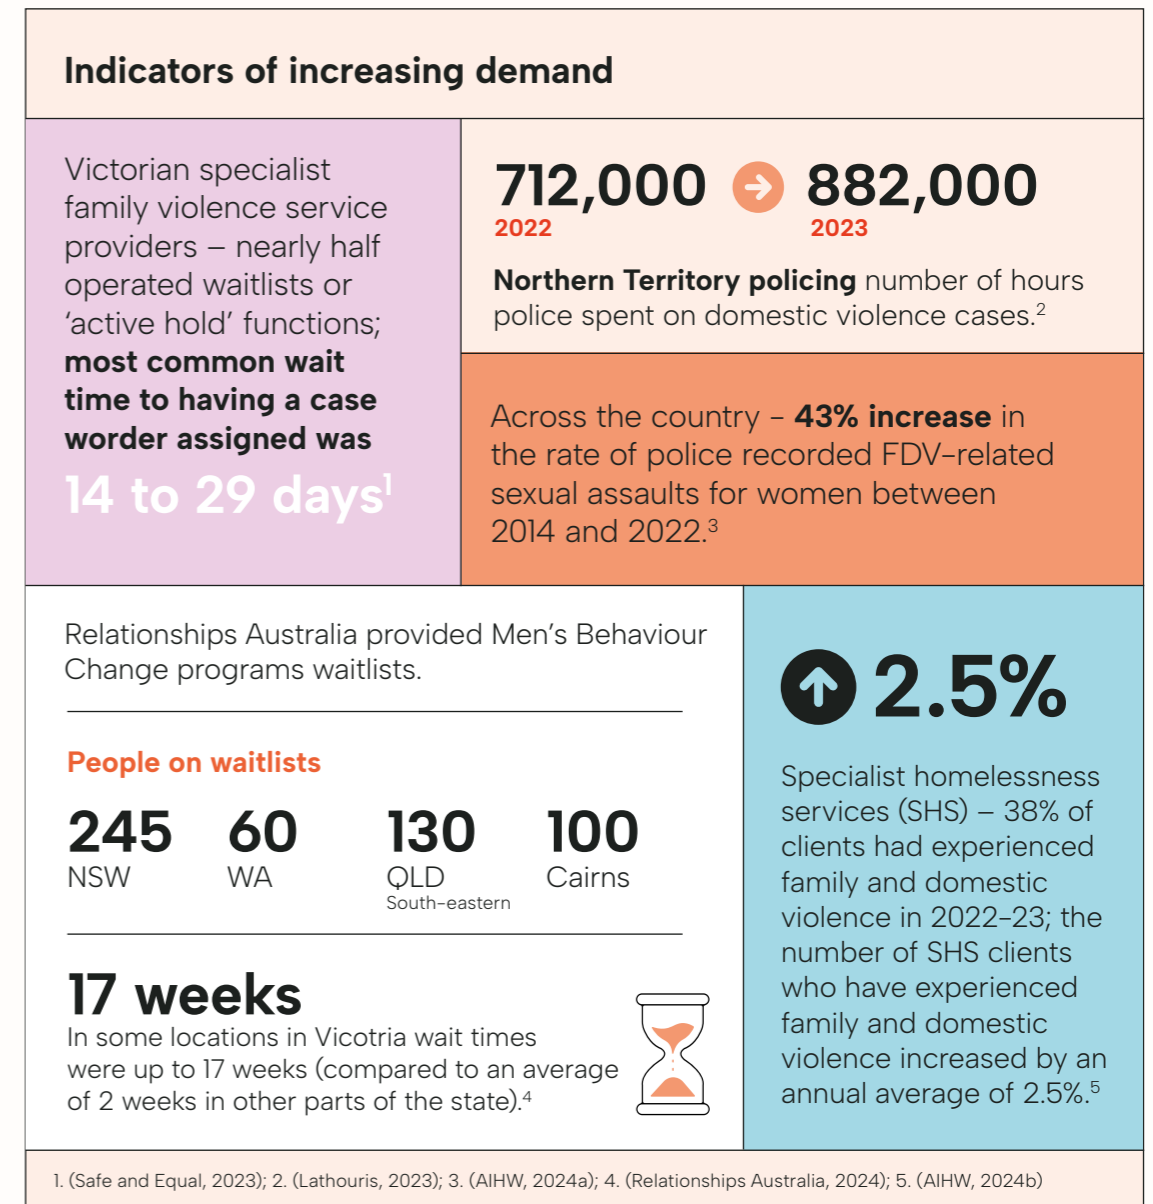 Indicators of increasing demand
Victorian specialist
family violence service
providers – nearly half
operated waitlists or
‘active hold’ functions;
most common wait
time to having a case
worder assigned was
14 to 29 days1
712,000 882,000
2022 2023
Northern Territory policing number of hours
police spent on domestic violence cases.2
Across the country – 43% increase in
the rate of police recorded FDV-related
sexual assaults for women between
2014 and 2022.3
Relationships Australia provided Men’s Behaviour
Change programs waitlists.
People on waitlists
245 60 130 100
NSW WA QLD Cairns
South-eastern
17 weeks
In some locations in Vicotria wait times
were up to 17 weeks (compared to an average
of 2 weeks in other parts of the state).4
2.5%
Specialist homelessness
services (SHS) – 38% of
clients had experienced
family and domestic
violence in 2022-23; the
number of SHS clients
who have experienced
family and domestic
violence increased by an
annual average of 2.5%.5
1. (Safe and Equal, 2023); 2. (Lathouris, 2023); 3. (AIHW, 2024a); 4. (Relationships Australia, 2024); 5. (AIHW, 2024b)